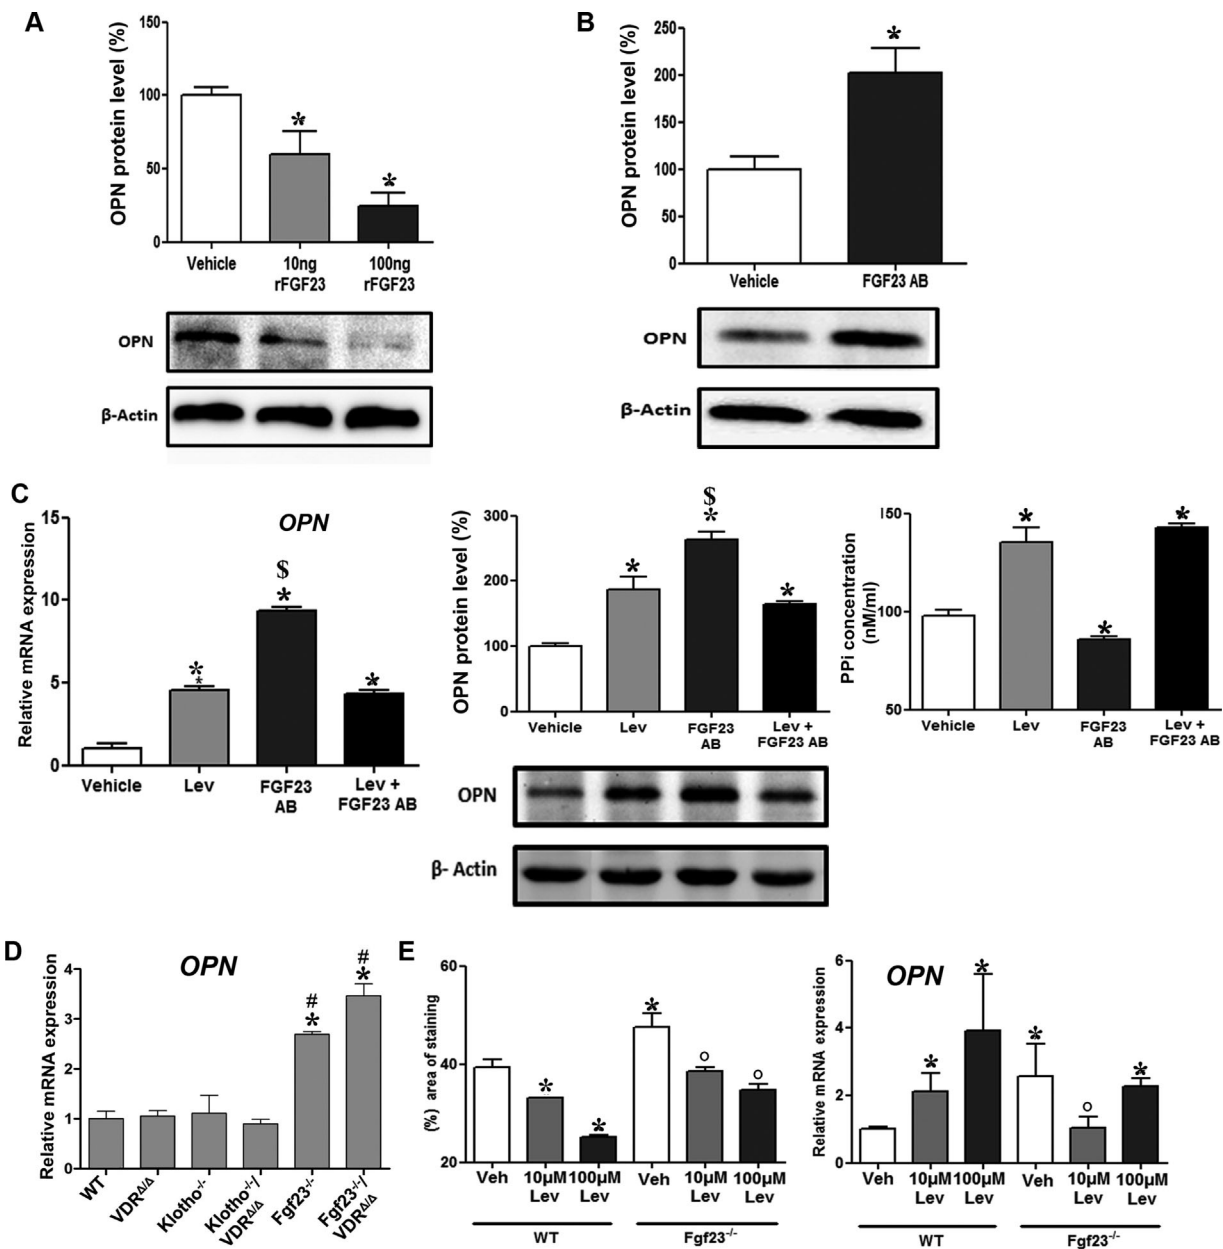 A
OPN protein level (%)
150
100
50
0
*
*
Vehicle
10ng rFGF23
100ng rFGF23
OPN
β-Actin
B
OPN protein level (%)
250
200
150
100
50
0
*
Vehicle
FGF23 AB
OPN
β-Actin
C
OPN
Relative mRNA expression
15
10
5
0
*
*
$
*
*
Vehicle
Lev
FGF23 AB
Lev + FGF23 AB
OPN protein level (%)
300
200
100
0
*
$
*
*
Vehicle
Lev
FGF23 AB
Lev + FGF23 AB
OPN
β- Actin
PPi concentration (nM/ml)
150
100
50
*
*
*
Vehicle
Lev
FGF23 AB
Lev + FGF23 AB
D
OPN
Relative mRNA expression
4
3
2
1
0
#
*
#
*
WT
VDRΔ/Δ
Klotho-/-
Klotho-/-/ VDRΔ/Δ
Fgf23-/-
Fgf23-/-/ VDRΔ/Δ
E
(%) area of staining
60
40
20
*
*
*
o
o
Veh
10μM Lev
100μM Lev
Veh
10μM Lev
100μM Lev
WT
Fgf23-/-
OPN
Relative mRNA expression
6
4
2
0
*
*
*
o
*
Veh
10μM Lev
100μM Lev
Veh
10μM Lev
100μM Lev
WT
Fgf23-/-